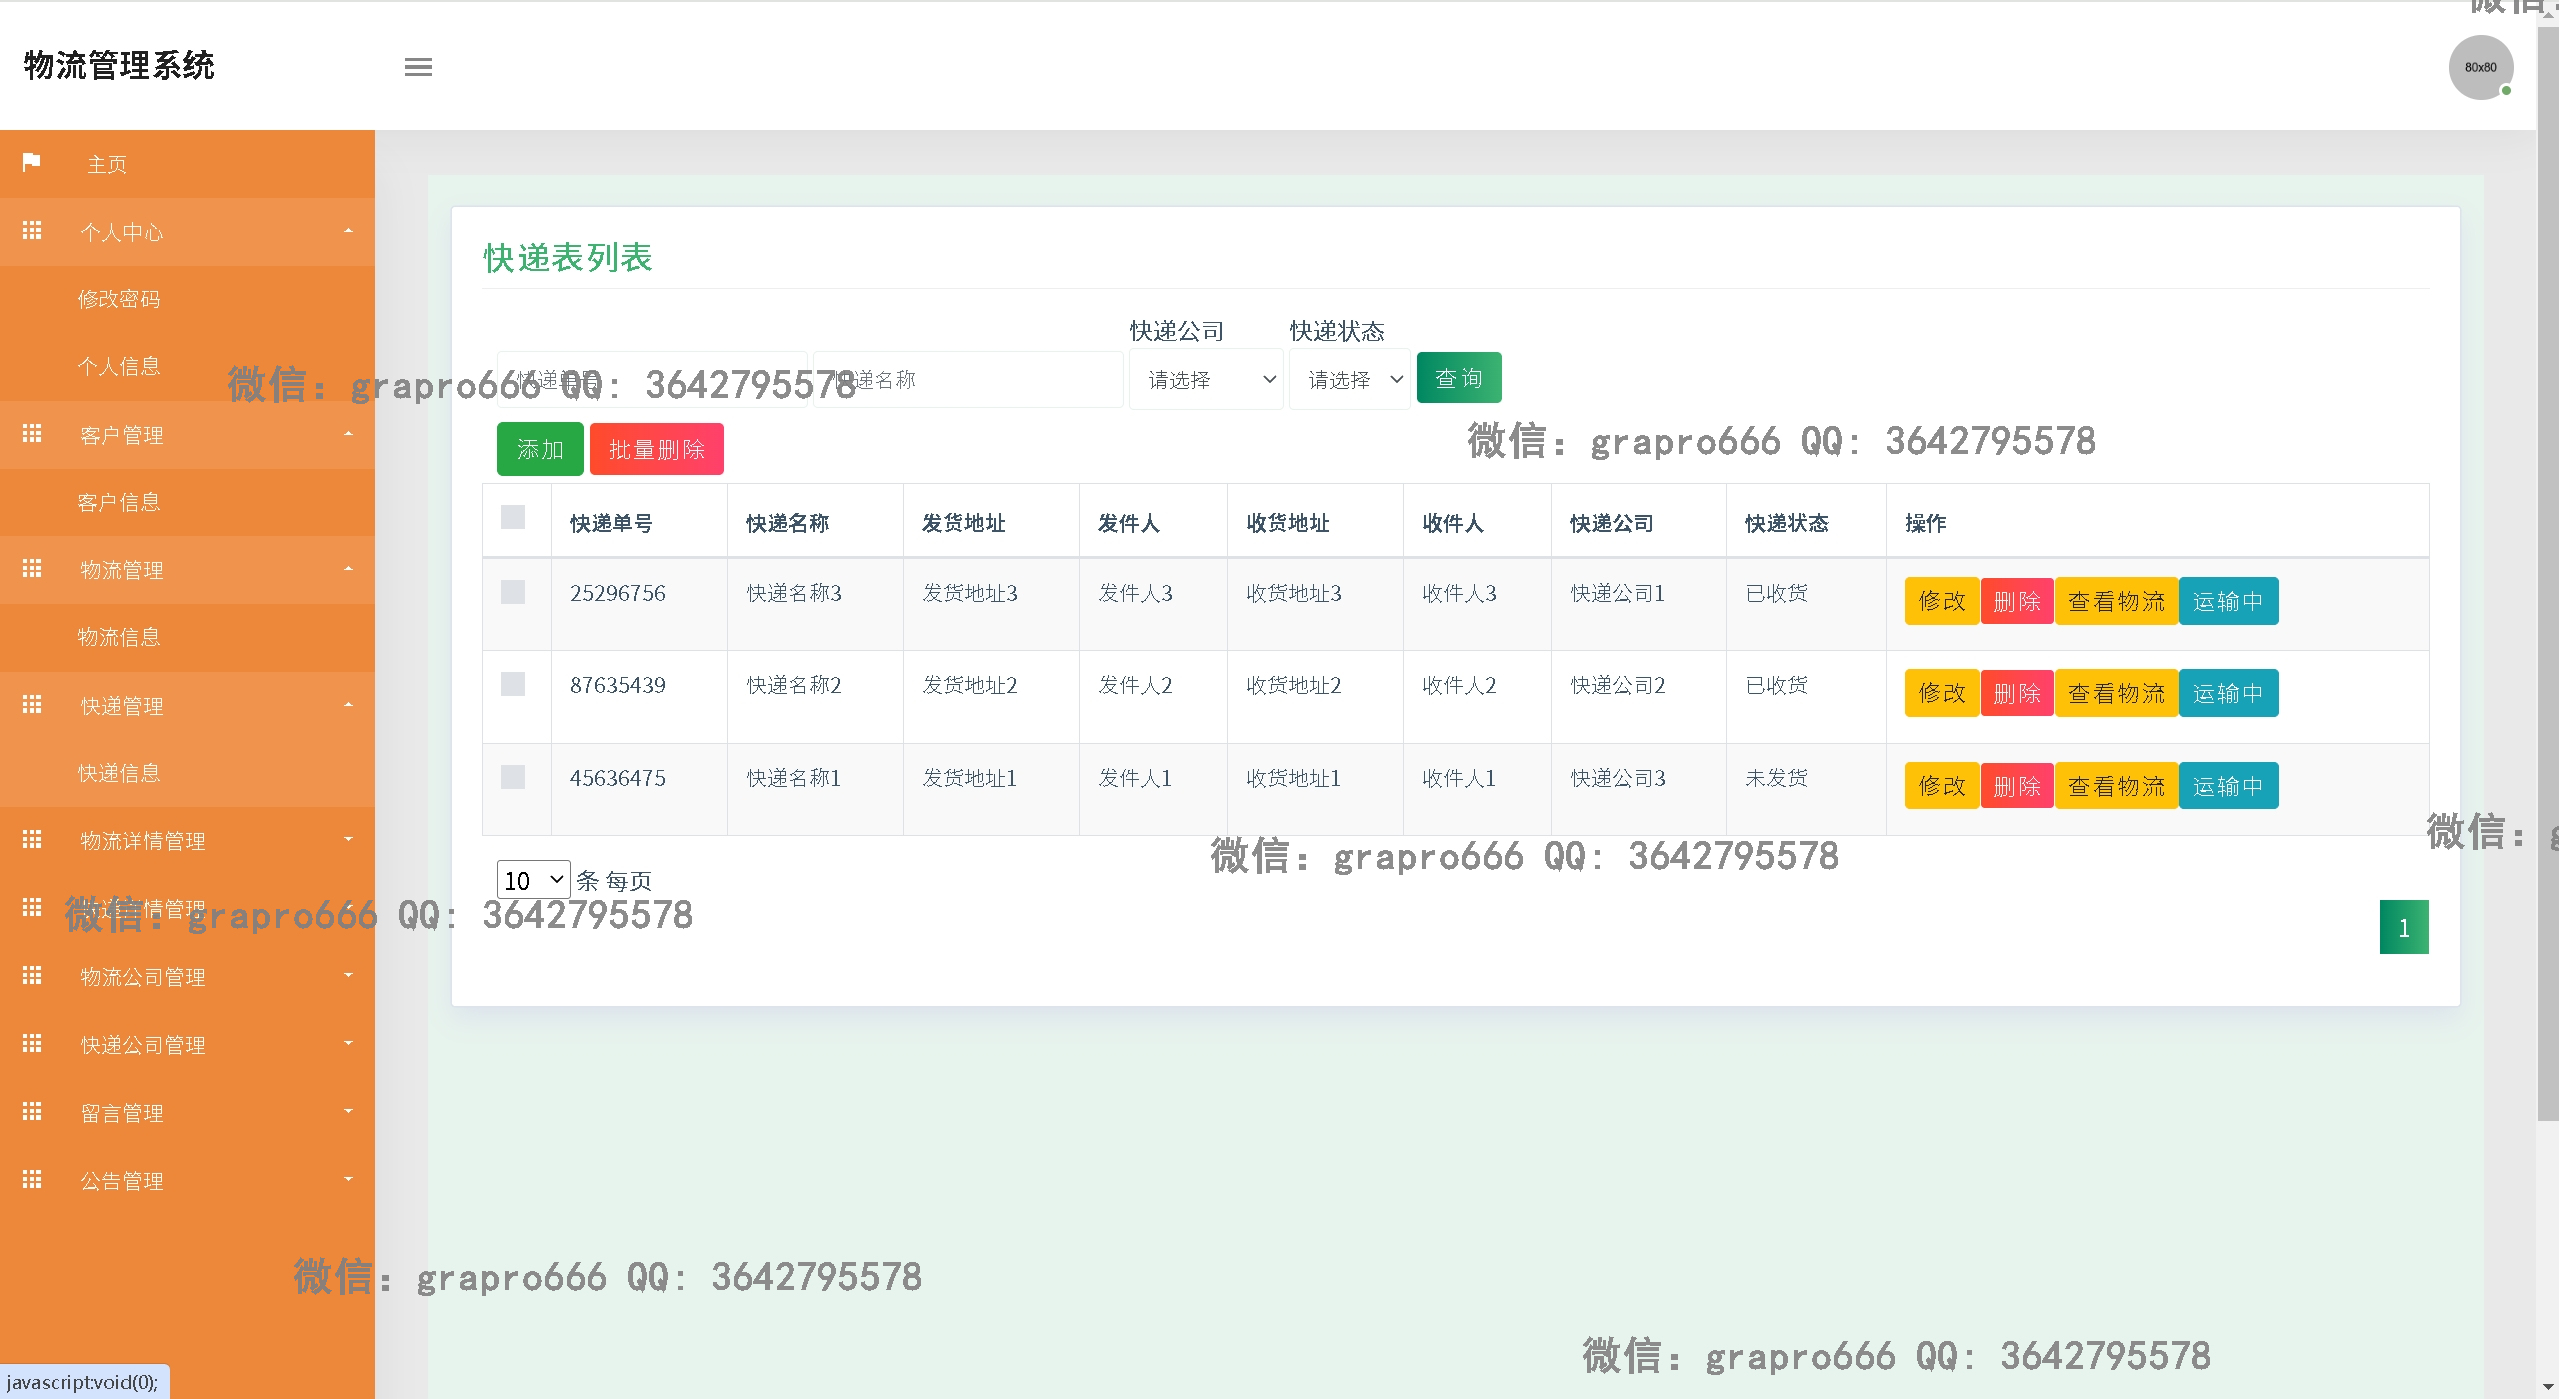 微信:
物流管理系统
80x80
主页
个人中心
修改密码
个人信息
客户管理
客户信息
物流管理
物流信息
快递管理
快递信息
物流详情管理
物流公司管理
快递公司管理
留言管理
公告管理
快递表列表
快递公司 快递状态
快递单号 快递名称 请选择 请选择 查询
微信: grapro666 QQ: 3642795578
微信: grapro666 QQ: 3642795578
添加 批量删除
快递单号 快递名称 发货地址 发件人 收货地址 收件人 快递公司 快递状态 操作
25296756 快递名称3 发货地址3 发件人3 收货地址3 收件人3 快递公司1 已收货 修改 删除 查看物流 运输中
87635439 快递名称2 发货地址2 发件人2 收货地址2 收件人2 快递公司2 已收货 修改 删除 查看物流 运输中
45636475 快递名称1 发货地址1 发件人1 收货地址1 收件人1 快递公司3 未发货 修改 删除 查看物流 运输中
微信: g
微信: grapro666 QQ: 3642795578
10 条 每页
微信: grapro666 QQ: 3642795578
1
微信: grapro666 QQ: 3642795578
微信: grapro666 QQ: 3642795578
javascript:void(0);